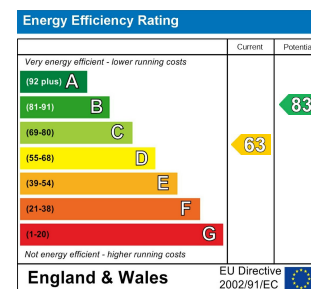 Energy Efficiency Rating
Current Potentia
Very energy efficient - lower running costs
(92 plus) A
(81-91) B
83
(69-80) C
63
(55-68) D
(39-54) E
(21-38) F
(1-20) G
Not energy efficient - higher running costs
England & Wales
EU Directive
2002/91/EC